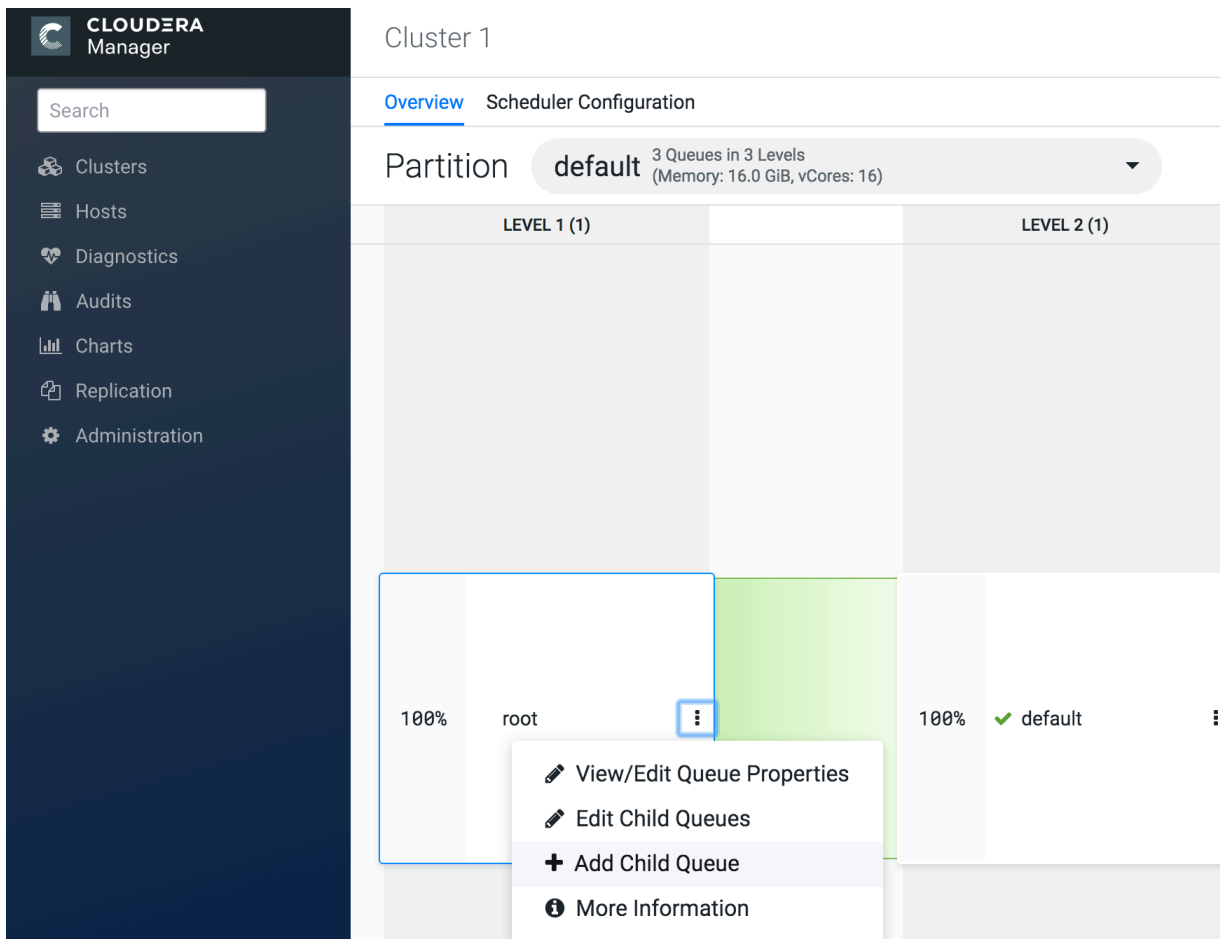 CLOUDERA
Manager
Search
Clusters
Hosts
Diagnostics
Audits
Charts
Replication
Administration
Cluster 1
Overview Scheduler Configuration
Partition default 3 Queues in 3 Levels
(Memory: 16.0 GiB, vCores: 16)
LEVEL 1 (1) LEVEL 2 (1)
100% root 100% default
View/Edit Queue Properties
Edit Child Queues
Add Child Queue
More Information